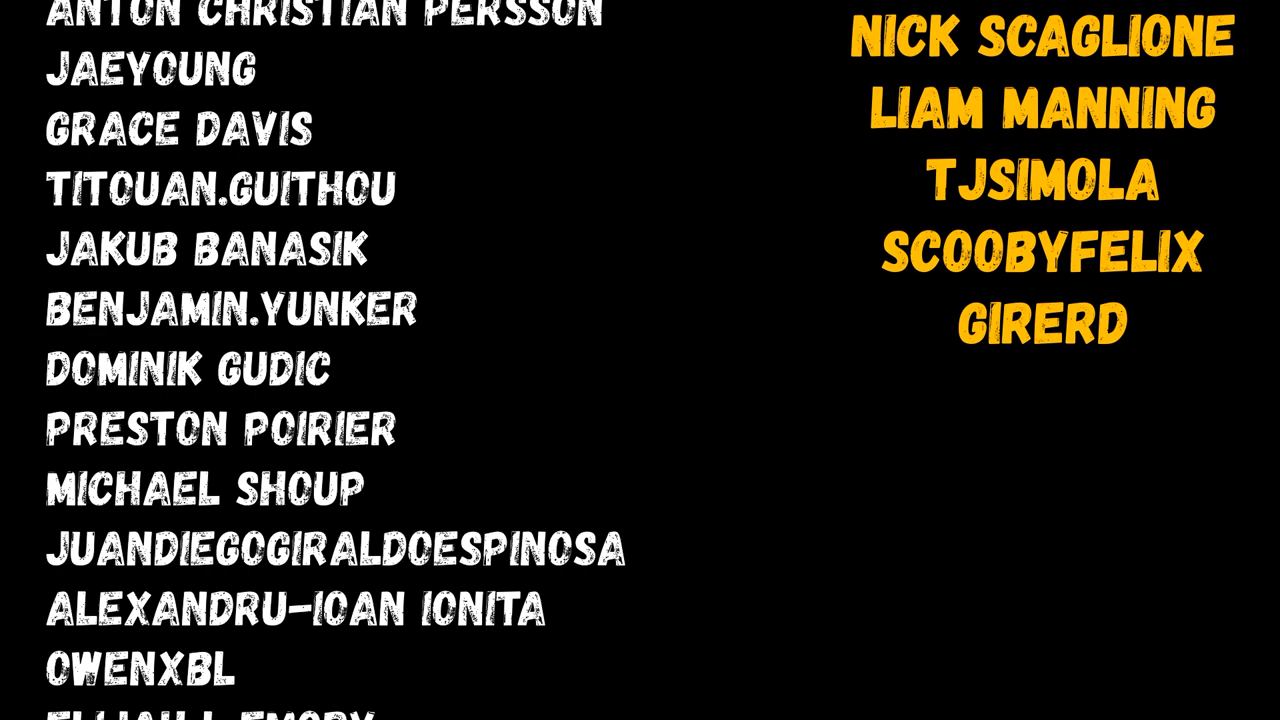 ANTON CHRISTIAN PERSSON
JAEYOUNG
GRACE DAVIS
TITOUAN.GUITHOU
JAKUB BANASIK
BENJAMIN.YUNKER
DOMINIK GUDIC
PRESTON POIRIER
MICHAEL SHOUP
JUANDIEGOGIRALDOESPINOSA
ALEXANDRU-IOAN IONITA
OWENXBL
NICK SCAGLIONE
LIAM MANNING
TJSIMOLA
SCOOBYFELIX
GIRERD